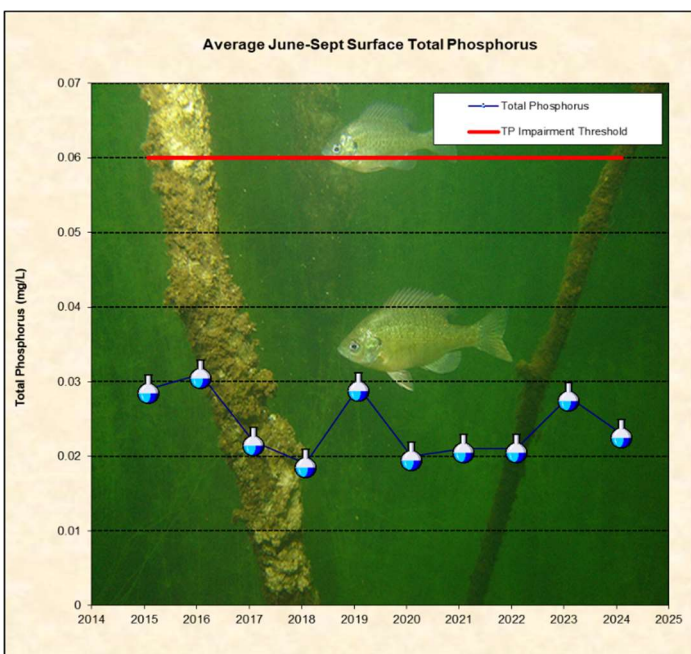 Average June-Sept Surface Total Phosphorus
0.07
0.06
0.05
0.04
0.03
0.02
0.01
0
Total Phosphorus (mg/L)
Total Phosphorus
TP Impairment Threshold
2014 2015 2016 2017 2018 2019 2020 2021 2022 2023 2024 2025